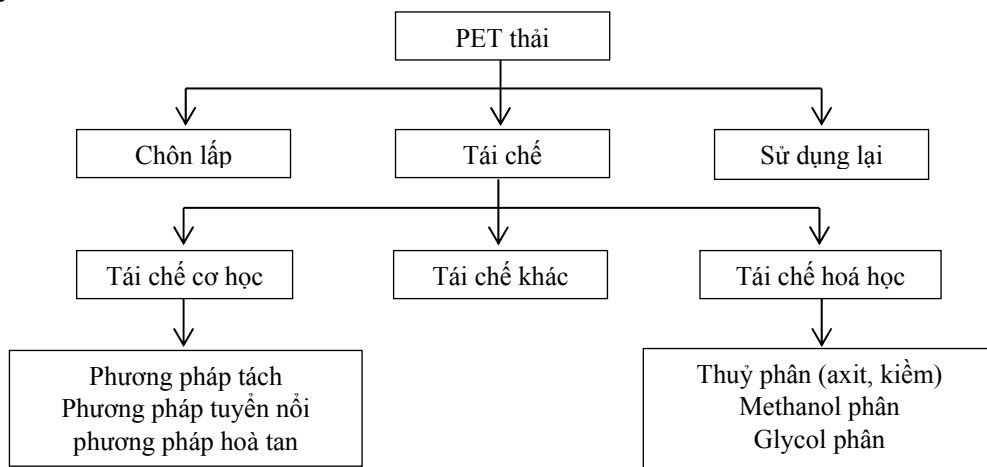 PET thải
Chôn lấp
Tái chế
Sử dụng lại
Tái chế cơ học
Tái chế khác
Tái chế hoá học
Phương pháp tách
Phương pháp tuyển nổi
phương pháp hoà tan
Thuỷ phân (axit, kiềm)
Methanol phân
Glycol phân